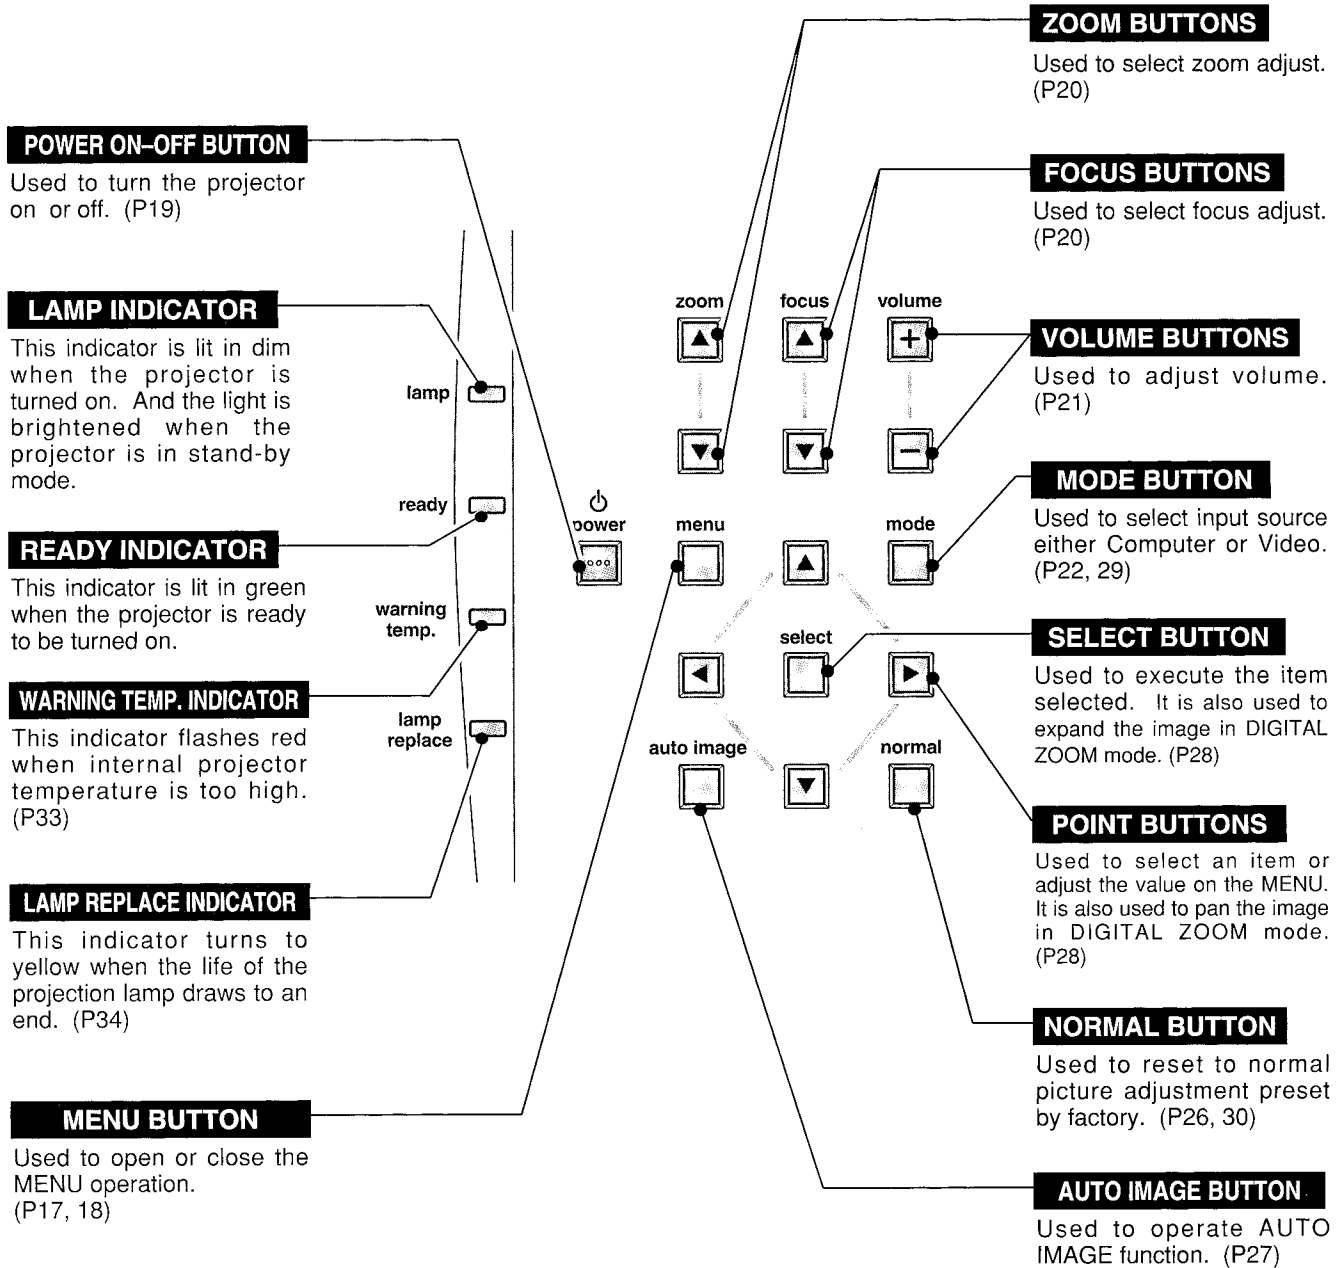 ZOOM BUTTONS
Used to select zoom adjust.
(P20)
POWER ON–OFF BUTTON
Used to turn the projector
on or off. (P19)
FOCUS BUTTONS
Used to select focus adjust.
(P20)
LAMP INDICATOR
This indicator is lit in dim
when the projector is
turned on. And the light is
brightened when the
projector is in stand-by
mode.
zoom
focus
volume
VOLUME BUTTONS
Used to adjust volume.
(P21)
lamp
MODE BUTTON
Used to select input source
either Computer or Video.
(P22, 29)
ready
power
menu
mode
READY INDICATOR
This indicator is lit in green
when the projector is ready
to be turned on.
warning
temp.
select
SELECT BUTTON
Used to execute the item
selected. It is also used to
expand the image in DIGITAL
ZOOM mode. (P28)
WARNING TEMP. INDICATOR
This indicator flashes red
when internal projector
temperature is too high.
(P33)
lamp
replace
auto image
normal
POINT BUTTONS
Used to select an item or
adjust the value on the MENU.
It is also used to pan the image
in DIGITAL ZOOM mode.
(P28)
LAMP REPLACE INDICATOR
This indicator turns to
yellow when the life of the
projection lamp draws to an
end. (P34)
NORMAL BUTTON
Used to reset to normal
picture adjustment preset
by factory. (P26, 30)
MENU BUTTON
Used to open or close the
MENU operation.
(P17, 18)
AUTO IMAGE BUTTON
Used to operate AUTO
IMAGE function. (P27)